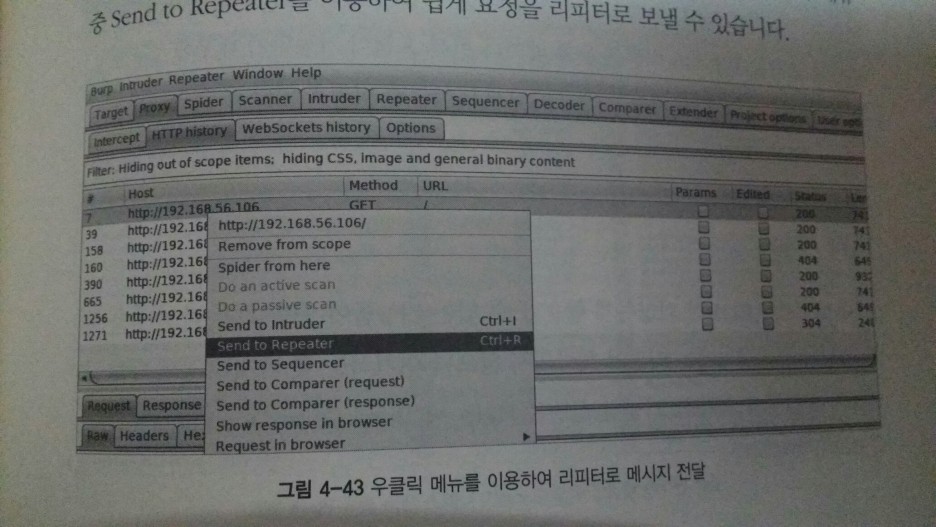 중 Send to Repeater를 이용하여 쉽게 요청을 리피터로 보낼 수 있습니다.
Burp Intruder Repeater Window Help
Target Proxy Spider Scanner Intruder Repeater Sequencer Decoder Comparer Extender Project options User opti
Intercept HTTP history WebSockets history Options
Filter: Hiding out of scope items; hiding CSS, image and general binary content
# Host Method URL Params Edited Status Len
7 http://192.168.56.106 GET / 200 741
39 http://192.168 200 741
158 http://192.168 200 741
160 http://192.168 404 649
390 http://192.168 200
665 http://192.168 200 741
1256 http://192.168 404 649
1271 http://192.168 304 248
http://192.168.56.106/
Remove from scope
Spider from here
Do an active scan
Do a passive scan
Send to Intruder Ctrl+I
Send to Repeater Ctrl+R
Send to Sequencer
Send to Comparer (request)
Send to Comparer (response)
Show response in browser
Request in browser
Request Response
Raw Headers He
그림 4-43 우클릭 메뉴를 이용하여 리피터로 메시지 전달